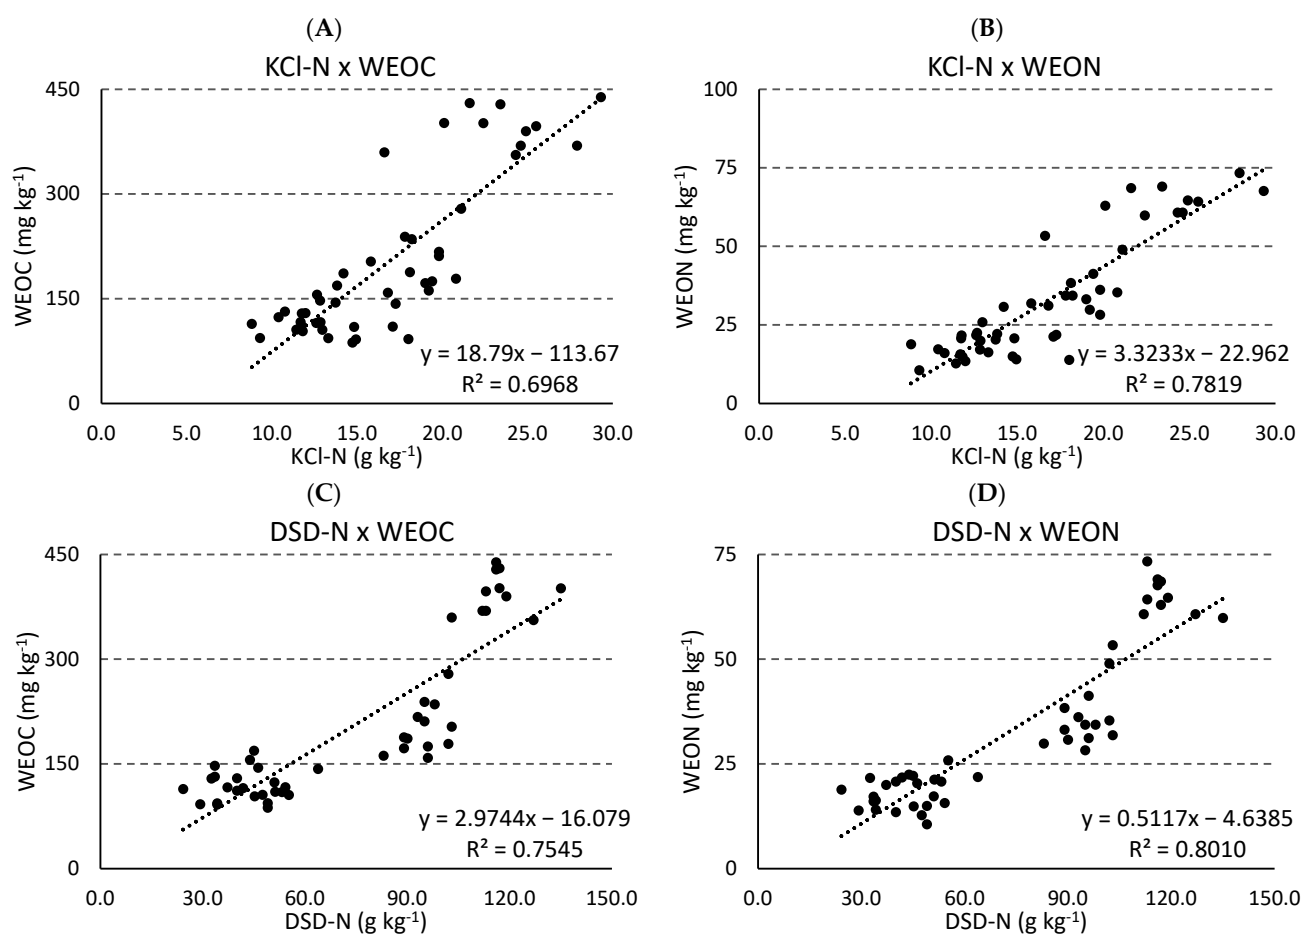 (A)
KCl-N x WEOC
WEOC (mg kg⁻¹)
450
300
150
0
y = 18.79x − 113.67
R² = 0.6968
0.0 5.0 10.0 15.0 20.0 25.0 30.0
KCl-N (g kg⁻¹)
(B)
KCl-N x WEON
WEON (mg kg⁻¹)
100
75
50
25
0
y = 3.3233x − 22.962
R² = 0.7819
0.0 5.0 10.0 15.0 20.0 25.0 30.0
KCl-N (g kg⁻¹)
(C)
DSD-N x WEOC
WEOC (mg kg⁻¹)
450
300
150
0
y = 2.9744x − 16.079
R² = 0.7545
0.0 30.0 60.0 90.0 120.0 150.0
DSD-N (g kg⁻¹)
(D)
DSD-N x WEON
WEON (mg kg⁻¹)
75
50
25
0
y = 0.5117x − 4.6385
R² = 0.8010
0.0 30.0 60.0 90.0 120.0 150.0
DSD-N (g kg⁻¹)